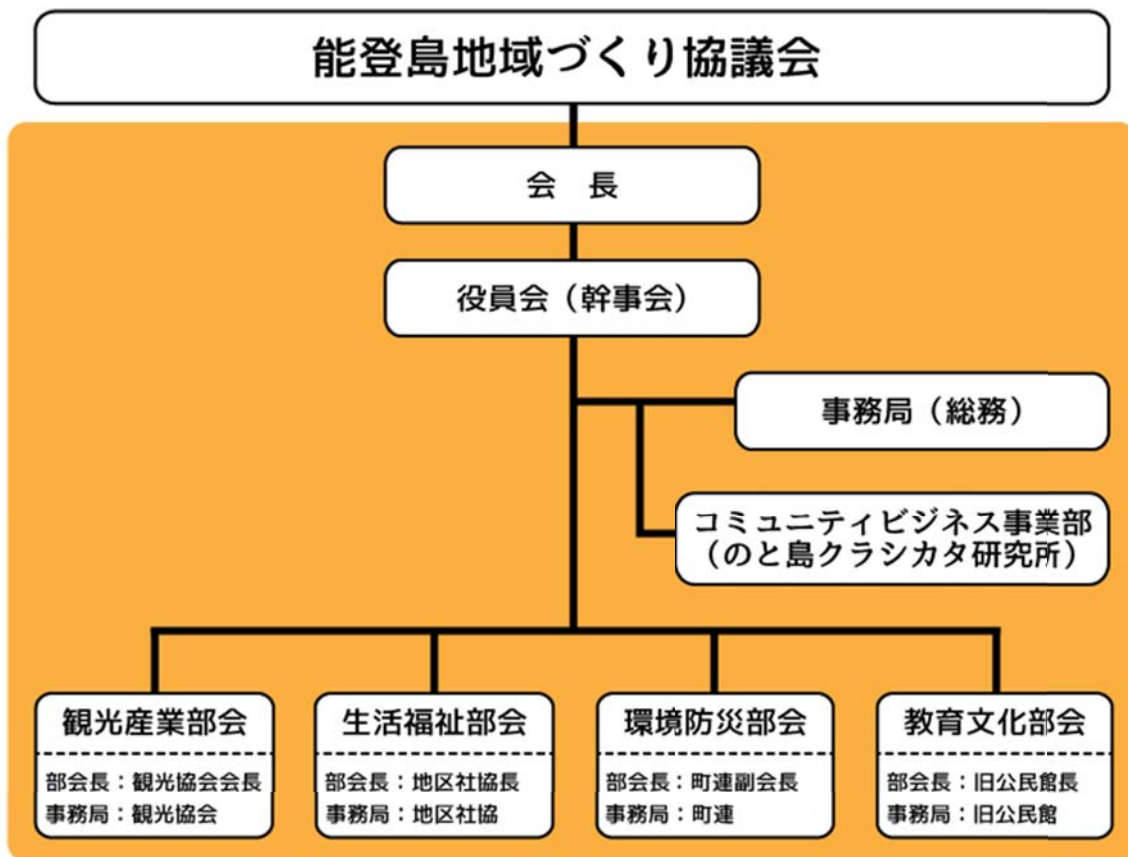 能登島地域づくり協議会
会　長
役員会（幹事会）
事務局（総務）
コミュニティビジネス事業部
（のと島クラシカタ研究所）
観光産業部会
部会長：観光協会会長
事務局：観光協会
生活福祉部会
部会長：地区社協長
事務局：地区社協
環境防災部会
部会長：町連副会長
事務局：町連
教育文化部会
部会長：旧公民館長
事務局：旧公民館